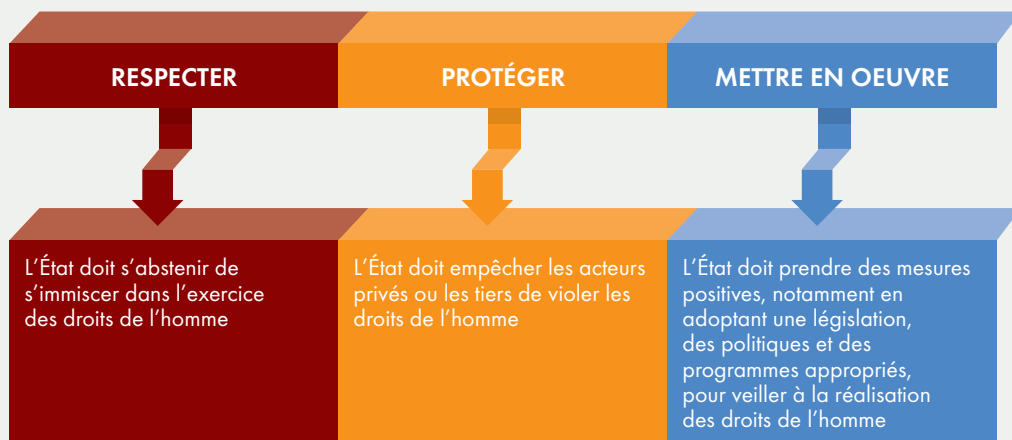 RESPECTER
PROTÉGER
METTRE EN OEUVRE
L’État doit s’abstenir de
s’immiscer dans l’exercice
des droits de l’homme
L’État doit empêcher les acteurs
privés ou les tiers de violer les
droits de l’homme
L’État doit prendre des mesures
positives, notamment en
adoptant une législation,
des politiques et des
programmes appropriés,
pour veiller à la réalisation
des droits de l’homme